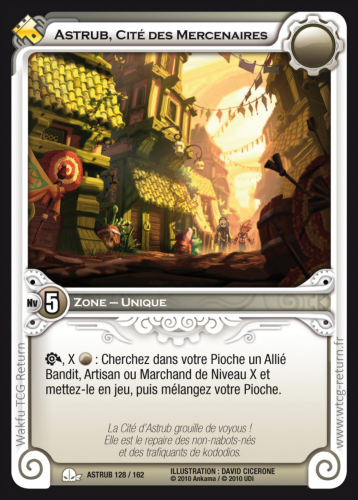 Astrub, Cité des Mercenaires
Nv 5 Zone – Unique
, X : Cherchez dans votre Pioche un Allié
Bandit, Artisan ou Marchand de Niveau X et
mettez-le en jeu, puis mélangez votre Pioche.
La Cité d'Astrub grouille de voyous !
Elle est le repaire des non-nabots-nés
et des trafiquants de kododios.
ASTRUB 128 / 162
ILLUSTRATION : DAVID CICERONE
© 2010 Ankama / © 2010 UDI
Wakfu TCG Return
www.wtcg-return.fr